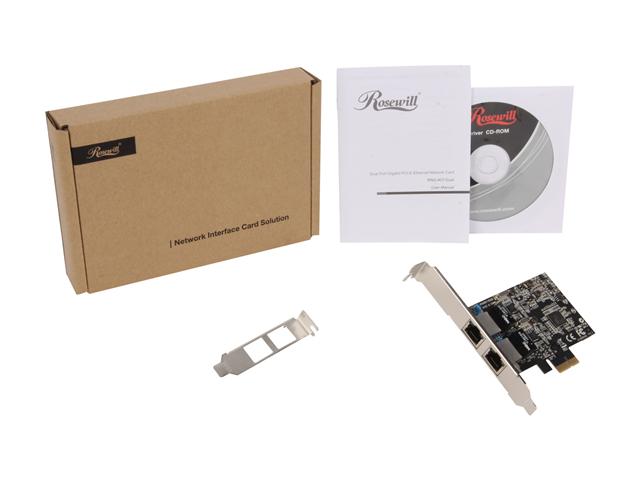 Rosewill
| Network Interface Card Solution
Rosewill
Dual Port Gigabit PCI-E Ethernet Network Card
RNG-407-Dual
User Manual
Rosewill
Driver CD-ROM
www.rosewill.com